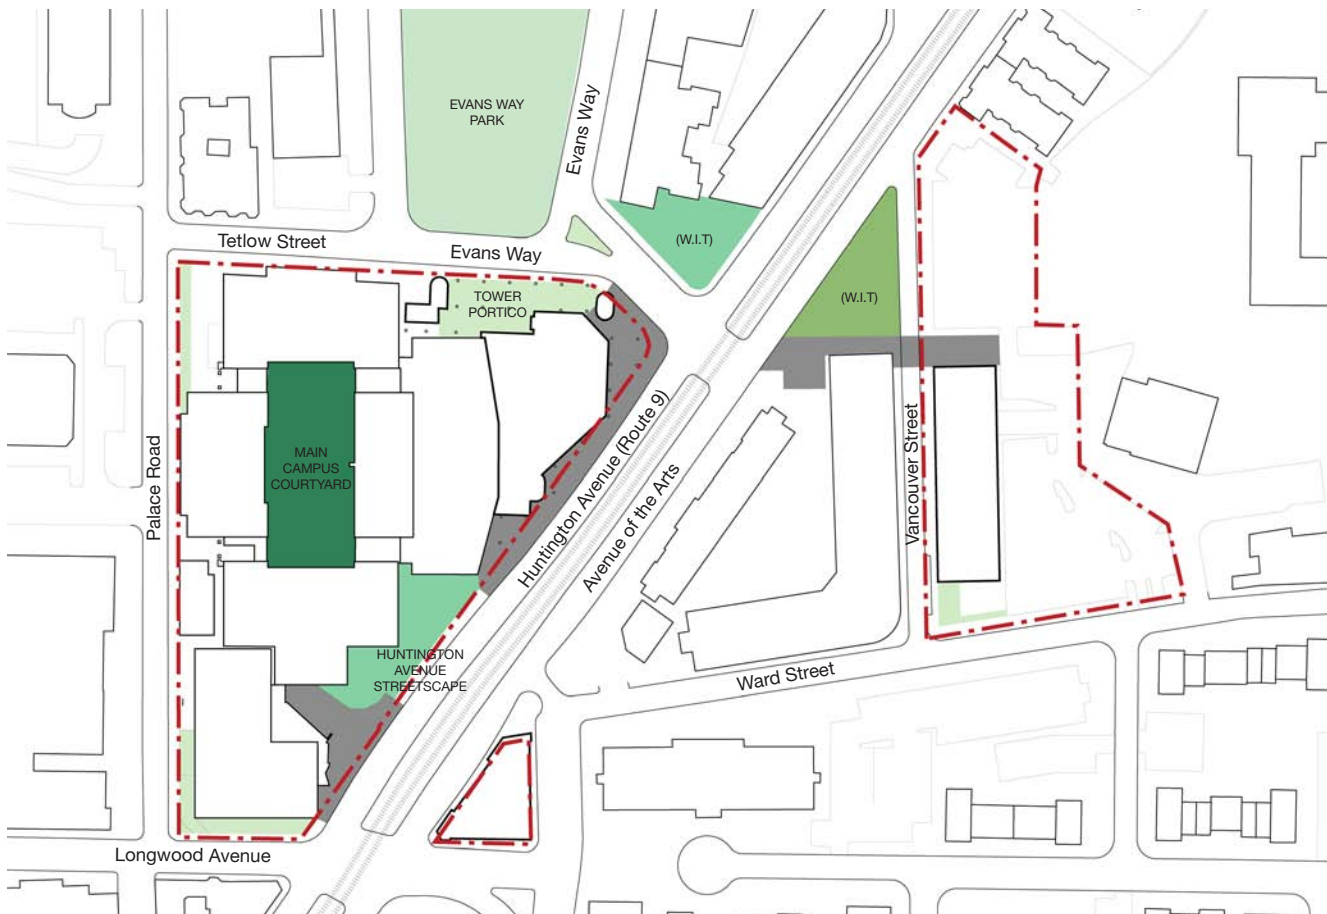 EVANS WAY
PARK
Evans Way
(W.I.T)
Tetlow Street
Evans Way
TOWER
PORTICO
(W.I.T)
MAIN
CAMPUS
COURTYARD
Palace Road
Huntington Avenue (Route 9)
Avenue of the Arts
Vancouver Street
HUNTINGTON
AVENUE
STREETSCAPE
Ward Street
Longwood Avenue